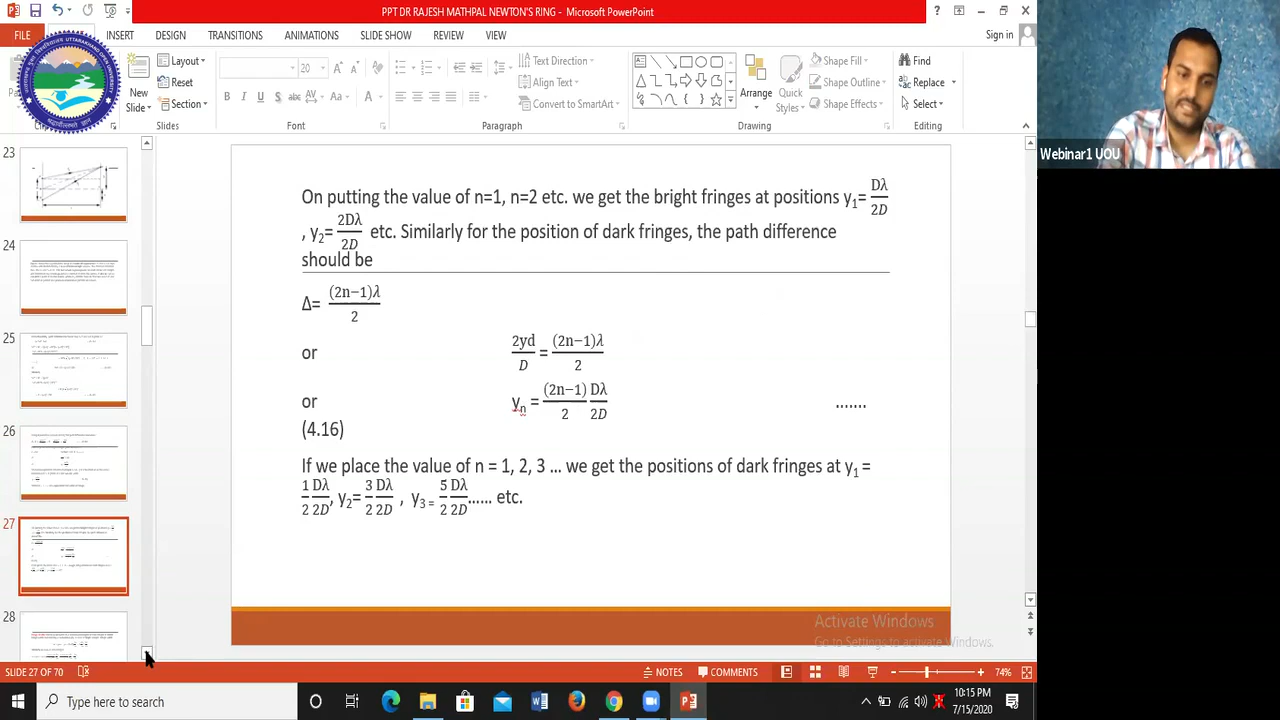 PPT DR RAJESH MATHPAL NEWTON'S RING - Microsoft PowerPoint
FILE INSERT DESIGN TRANSITIONS ANIMATIONS SLIDE SHOW REVIEW VIEW Sign in
New Slide Layout Reset Section Slides
20 Font
Text Direction Align Text Convert to SmartArt Paragraph
Arrange Quick Styles Shape Fill Shape Outline Shape Effects Drawing
Find Replace Select Editing
Webinar1 UOU
23
24
25
26
27
28
On putting the value of n=1, n=2 etc. we get the bright fringes at positions y₁= Dλ/2D
, y₂= 2Dλ/2D etc. Similarly for the position of dark fringes, the path difference
should be
Δ= (2n−1)λ/2
or 2yd/D = (2n−1)λ/2
or yₙ = (2n−1)/2 Dλ/2D .......
(4.16)
If we place the value of n = 1, 2, 3 ... we get the positions of dark fringes at y₁ =
1/2 Dλ/2D, y₂= 3/2 Dλ/2D , y₃ = 5/2 Dλ/2D...... etc.
Activate Windows
Go to Settings to activate Windows.
SLIDE 27 OF 70 NOTES COMMENTS 74%
Type here to search
10:15 PM
7/15/2020